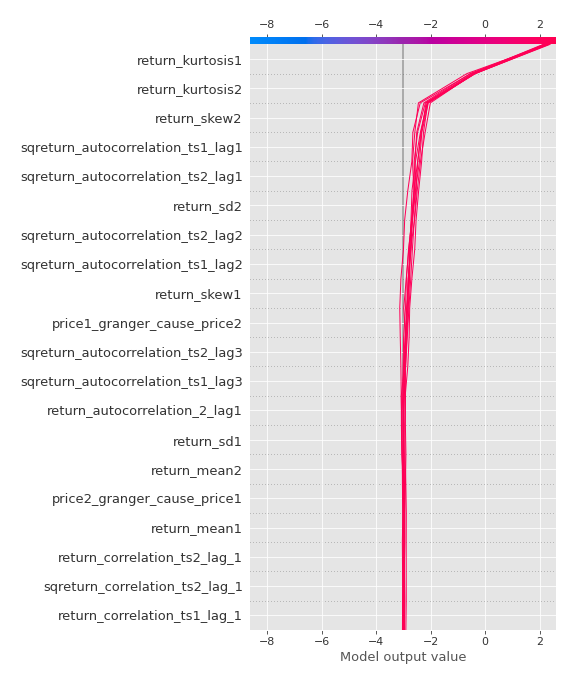 −8 −6 −4 −2 0 2
return_kurtosis1
return_kurtosis2
return_skew2
sqreturn_autocorrelation_ts1_lag1
sqreturn_autocorrelation_ts2_lag1
return_sd2
sqreturn_autocorrelation_ts2_lag2
sqreturn_autocorrelation_ts1_lag2
return_skew1
price1_granger_cause_price2
sqreturn_autocorrelation_ts2_lag3
sqreturn_autocorrelation_ts1_lag3
return_autocorrelation_2_lag1
return_sd1
return_mean2
price2_granger_cause_price1
return_mean1
return_correlation_ts2_lag_1
sqreturn_correlation_ts2_lag_1
return_correlation_ts1_lag_1
−8 −6 −4 −2 0 2
Model output value